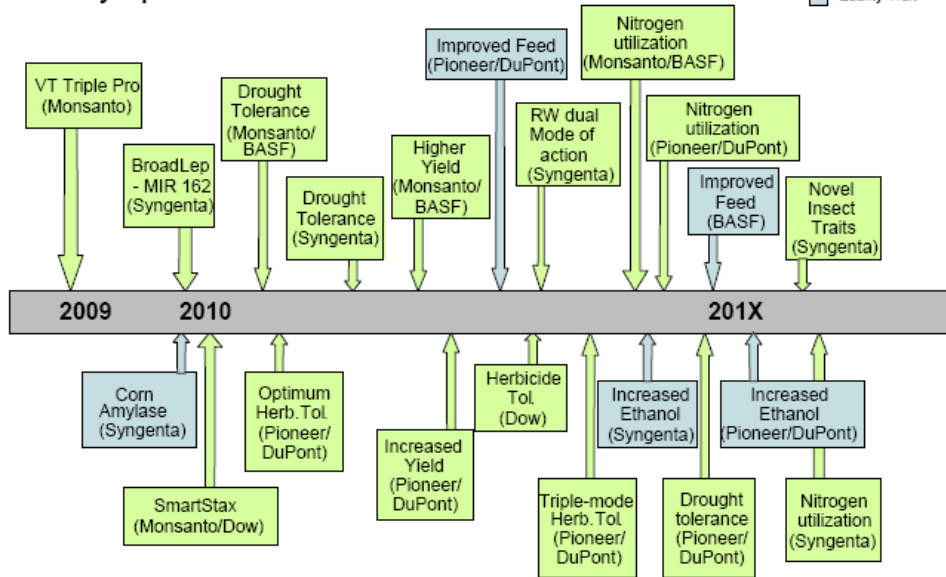 VT Triple Pro
(Monsanto)
BroadLep
- MIR 162
(Syngenta)
Drought
Tolerance
(Monsanto/
BASF)
Drought
Tolerance
(Syngenta)
Higher
Yield
(Monsanto/
BASF)
Improved Feed
(Pioneer/DuPont)
RW dual
Mode of
action
(Syngenta)
Nitrogen
utilization
(Monsanto/BASF)
Nitrogen
utilization
(Pioneer/DuPont)
Improved
Feed
(BASF)
Novel
Insect
Traits
(Syngenta)
2009
2010
201X
Corn
Amylase
(Syngenta)
SmartStax
(Monsanto/Dow)
Optimum
Herb.Tol.
(Pioneer/
DuPont)
Increased
Yield
(Pioneer/
DuPont)
Herbicide
Tol.
(Dow)
Triple-mode
Herb.Tol.
(Pioneer/
DuPont)
Increased
Ethanol
(Syngenta)
Drought
tolerance
(Pioneer/
DuPont)
Increased
Ethanol
(Pioneer/DuPont)
Nitrogen
utilization
(Syngenta)